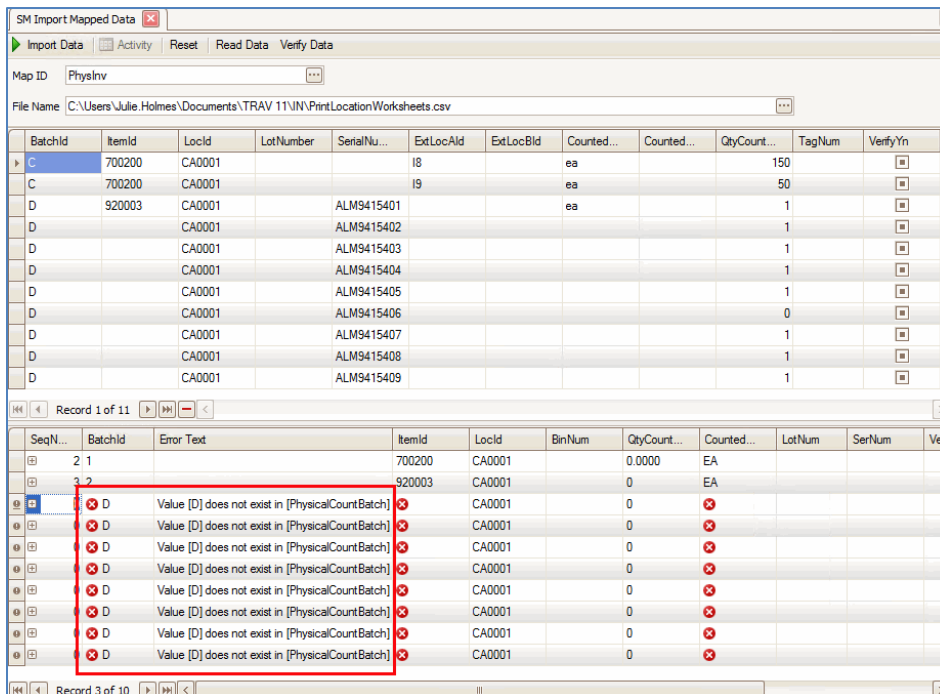 SM Import Mapped Data
Import Data Activity Reset Read Data Verify Data
Map ID PhysInv ...
File Name C:\Users\Julie.Holmes\Documents\TRAV 11\IN\PrintLocationWorksheets.csv ...
BatchId ItemId LocId LotNumber SerialNu... ExtLocAId ExtLocBId Counted... Counted... QtyCount... TagNum VerifyYn
C 700200 CA0001 I8 ea 150
C 700200 CA0001 I9 ea 50
D 920003 CA0001 ALM9415401 ea 1
D CA0001 ALM9415402 1
D CA0001 ALM9415403 1
D CA0001 ALM9415404 1
D CA0001 ALM9415405 1
D CA0001 ALM9415406 0
D CA0001 ALM9415407 1
D CA0001 ALM9415408 1
D CA0001 ALM9415409 1
Record 1 of 11
SeqN... BatchId Error Text ItemId LocId BinNum QtyCount... Counted... LotNum SerNum Ve
2 1 700200 CA0001 0.0000 EA
3 2 920003 CA0001 0 EA
D Value [D] does not exist in [PhysicalCountBatch] CA0001 0
D Value [D] does not exist in [PhysicalCountBatch] CA0001 0
D Value [D] does not exist in [PhysicalCountBatch] CA0001 0
D Value [D] does not exist in [PhysicalCountBatch] CA0001 0
D Value [D] does not exist in [PhysicalCountBatch] CA0001 0
D Value [D] does not exist in [PhysicalCountBatch] CA0001 0
D Value [D] does not exist in [PhysicalCountBatch] CA0001 0
D Value [D] does not exist in [PhysicalCountBatch] CA0001 0
Record 3 of 10